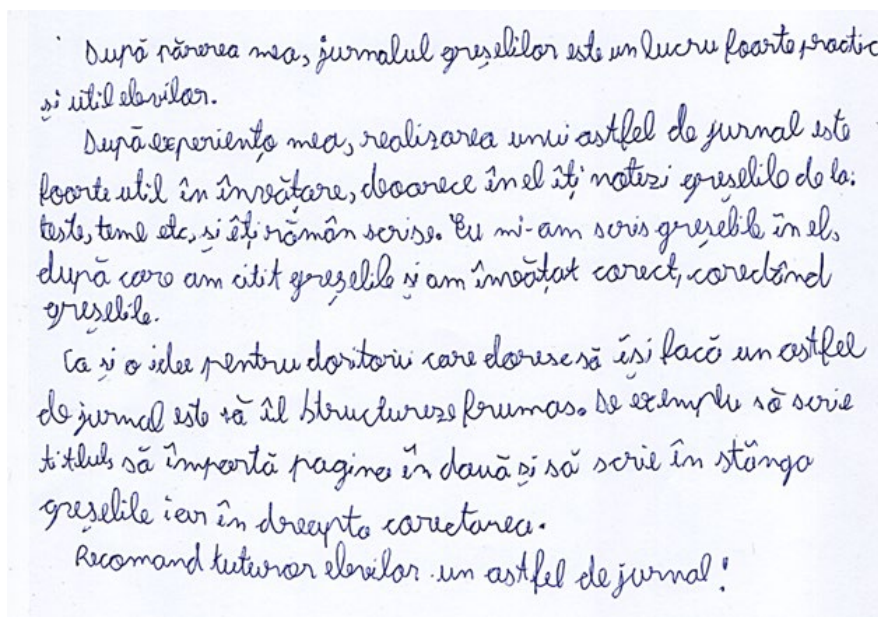 După părerea mea, jurnalul greșelilor este un lucru foarte practic
și util elevilor.
După experiența mea, realizarea unui astfel de jurnal este
foarte util în învățare, deoarece în el îți notezi greșelile de la:
teste, teme etc, și îți rămân scrise. Eu mi-am scris greșelile în el,
după care am citit greșelile și am învățat corect, corectând
greșelile.
Ca și o idee pentru doritorii care doresc să își facă un astfel
de jurnal este să îl structureze frumos. De exemplu să scrie
titlul, să împartă pagina în două și să scrie în stânga
greșelile iar în dreapta corectarea.
Recomand tuturor elevilor un astfel de jurnal!